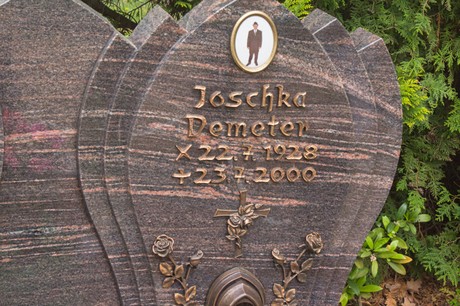 Joschka
Demeter
✕ 22.7.1928
✝ 23.7.2000